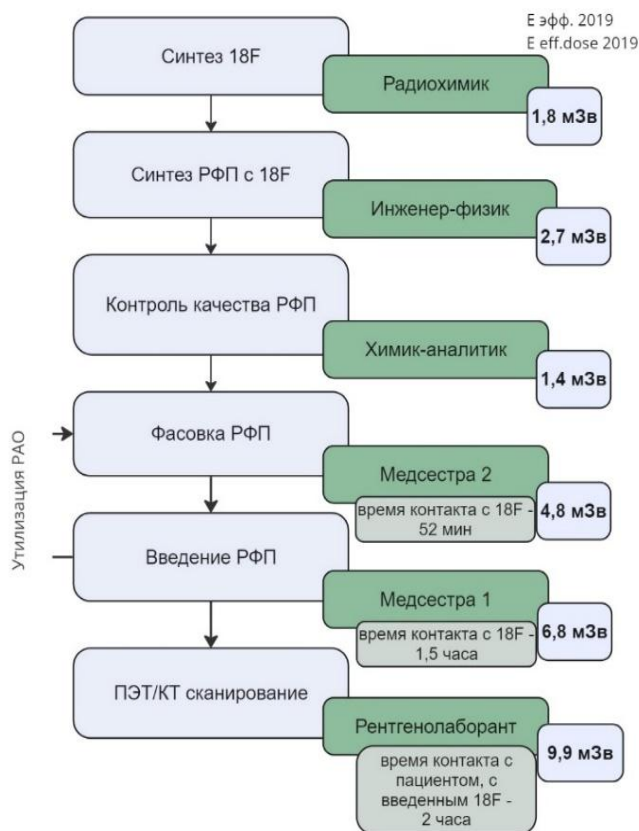 Е эфф. 2019
E eff.dose 2019
Синтез 18F
Радиохимик
1,8 мЗв
Синтез РФП с 18F
Инженер-физик
2,7 мЗв
Контроль качества РФП
Химик-аналитик
1,4 мЗв
Фасовка РФП
Утилизация РАО
Медсестра 2
время контакта с 18F -
52 мин
4,8 мЗв
Введение РФП
Медсестра 1
время контакта с 18F -
1,5 часа
6,8 мЗв
ПЭТ/КТ сканирование
Рентгенолаборант
9,9 мЗв
время контакта с
пациентом, с
введенным 18F -
2 часа